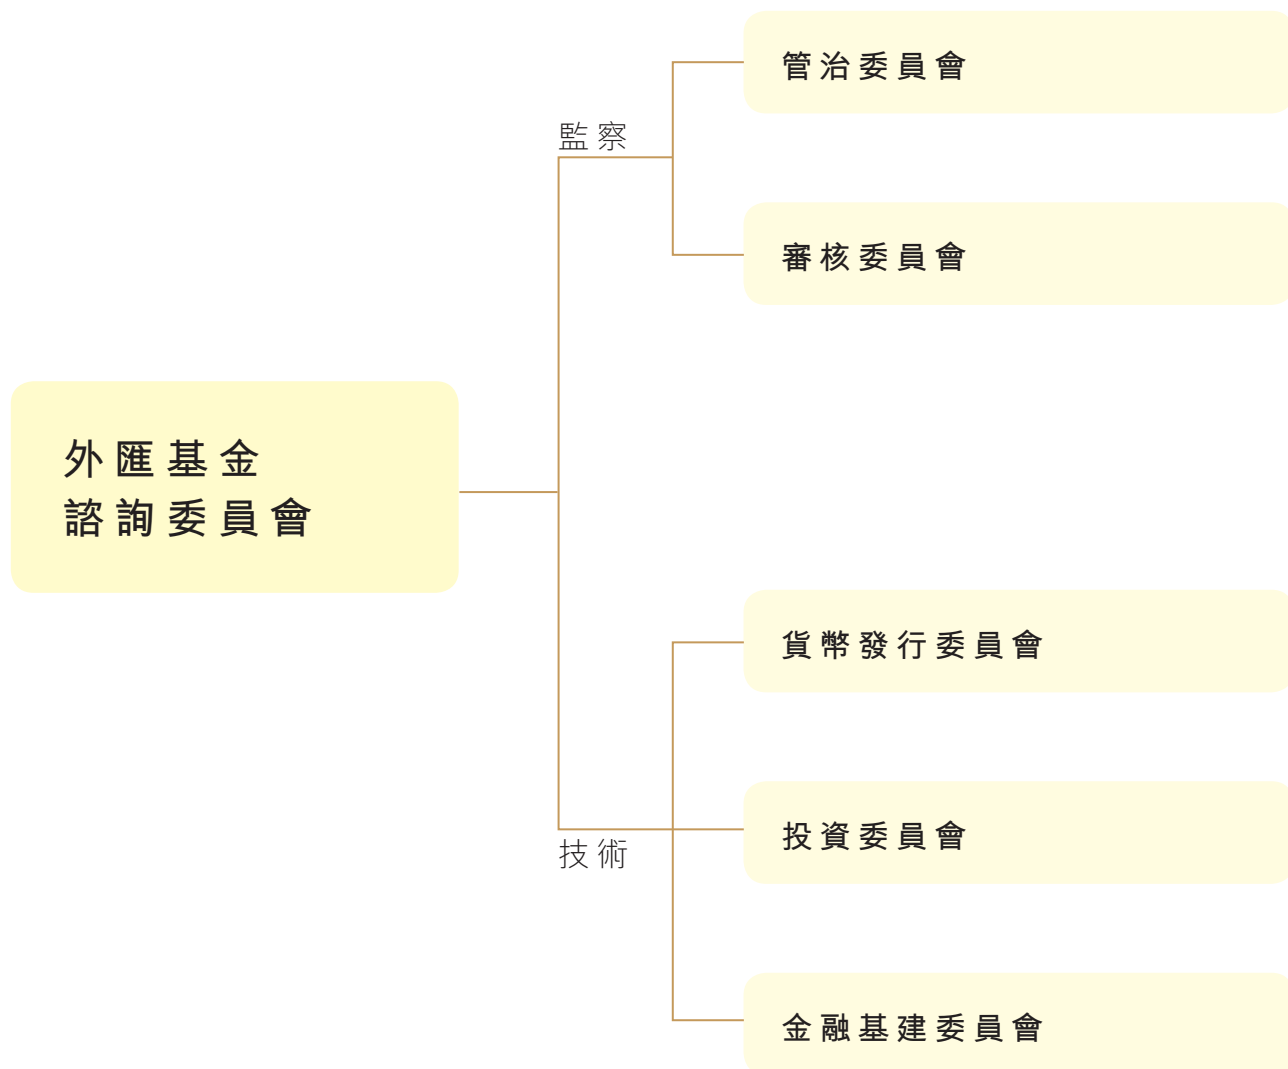 管治委員會
監察
審核委員會
外匯基金
諮詢委員會
貨幣發行委員會
投資委員會
技術
金融基建委員會